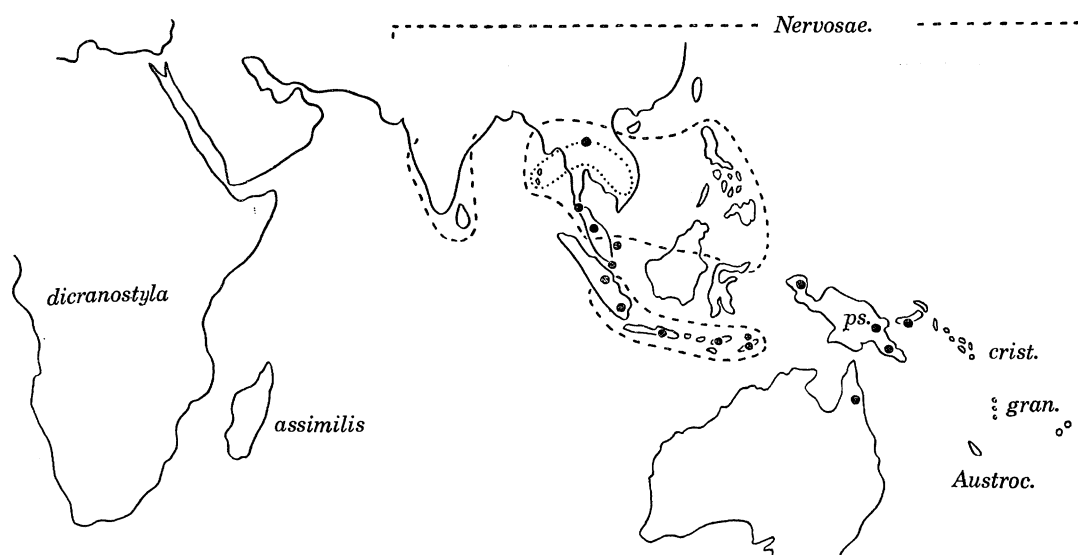 Nervosae.
dicranostyla
ps.
crist.
assimilis
gran.
Austroc.